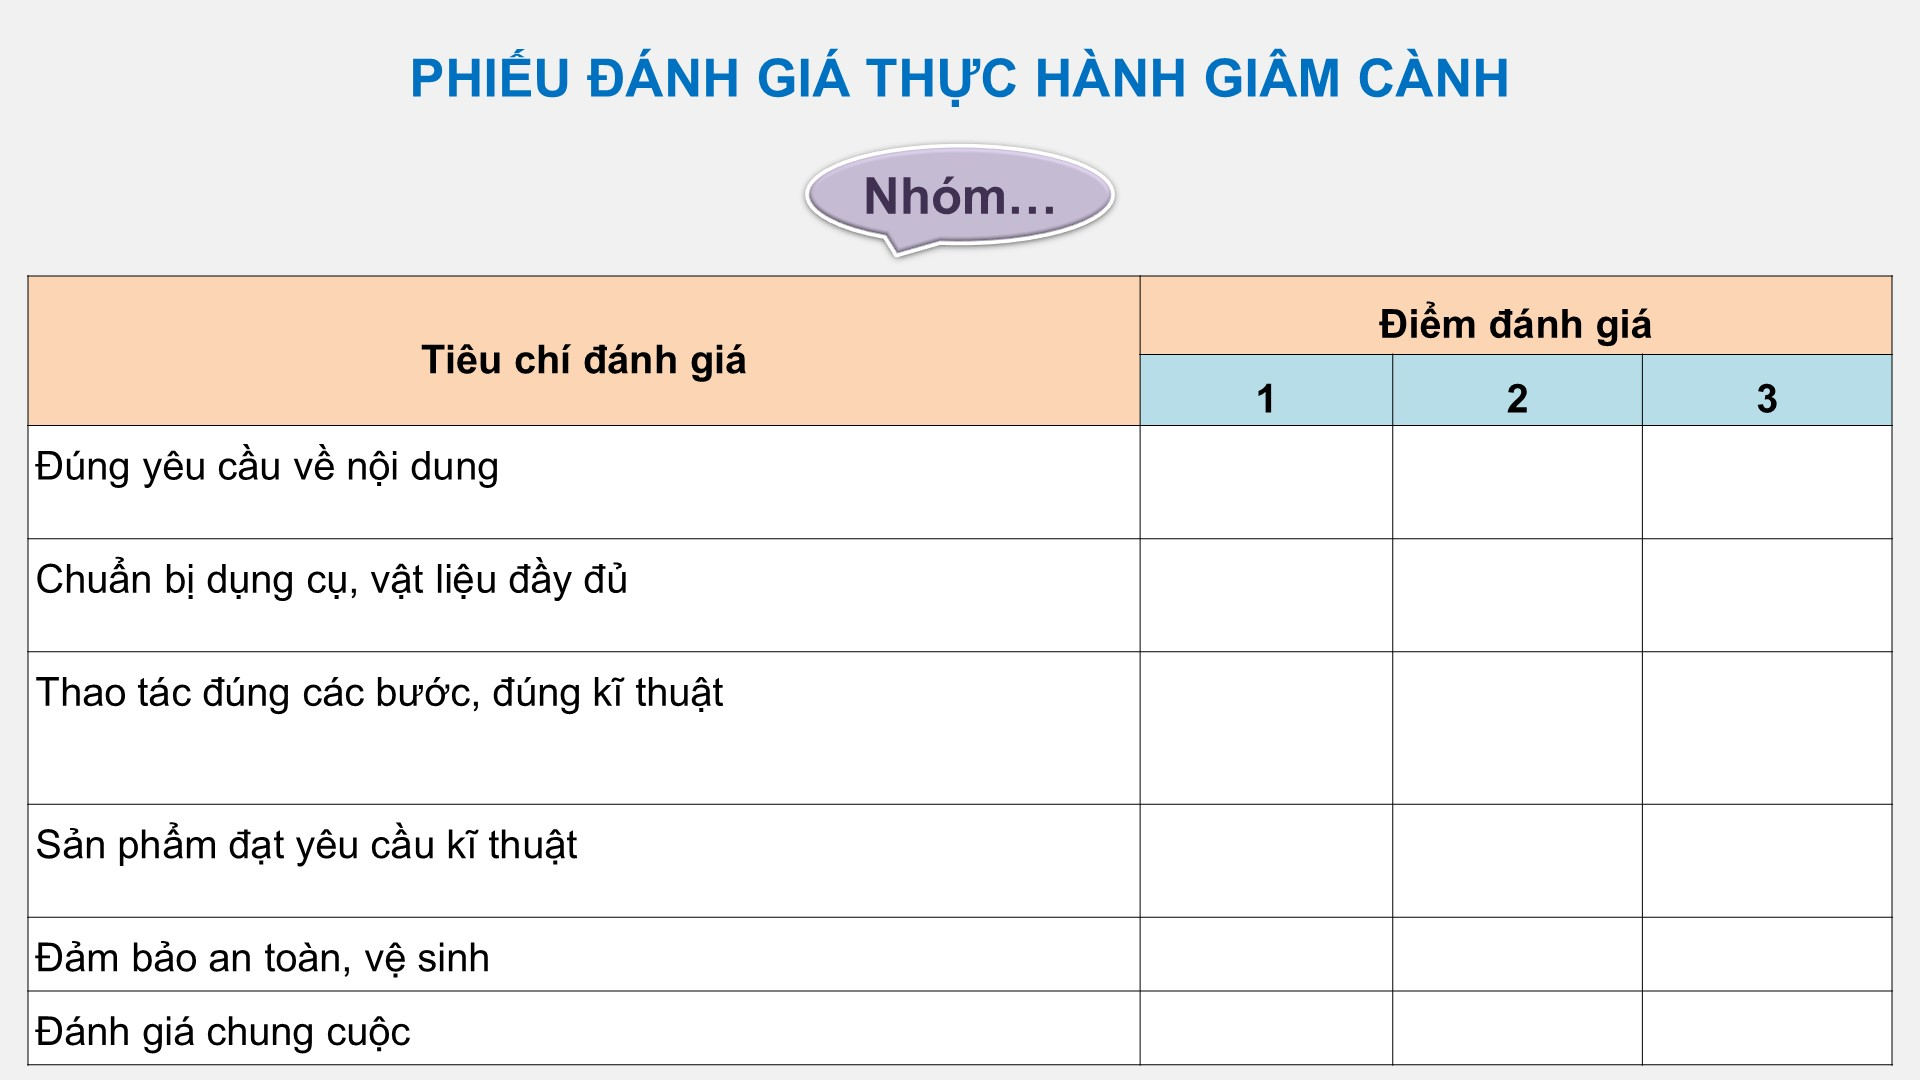 PHIẾU ĐÁNH GIÁ THỰC HÀNH GIÂM CÀNH
Nhóm…
Tiêu chí đánh giá
Điểm đánh giá
1
2
3
Đúng yêu cầu về nội dung
Chuẩn bị dụng cụ, vật liệu đầy đủ
Thao tác đúng các bước, đúng kĩ thuật
Sản phẩm đạt yêu cầu kĩ thuật
Đảm bảo an toàn, vệ sinh
Đánh giá chung cuộc